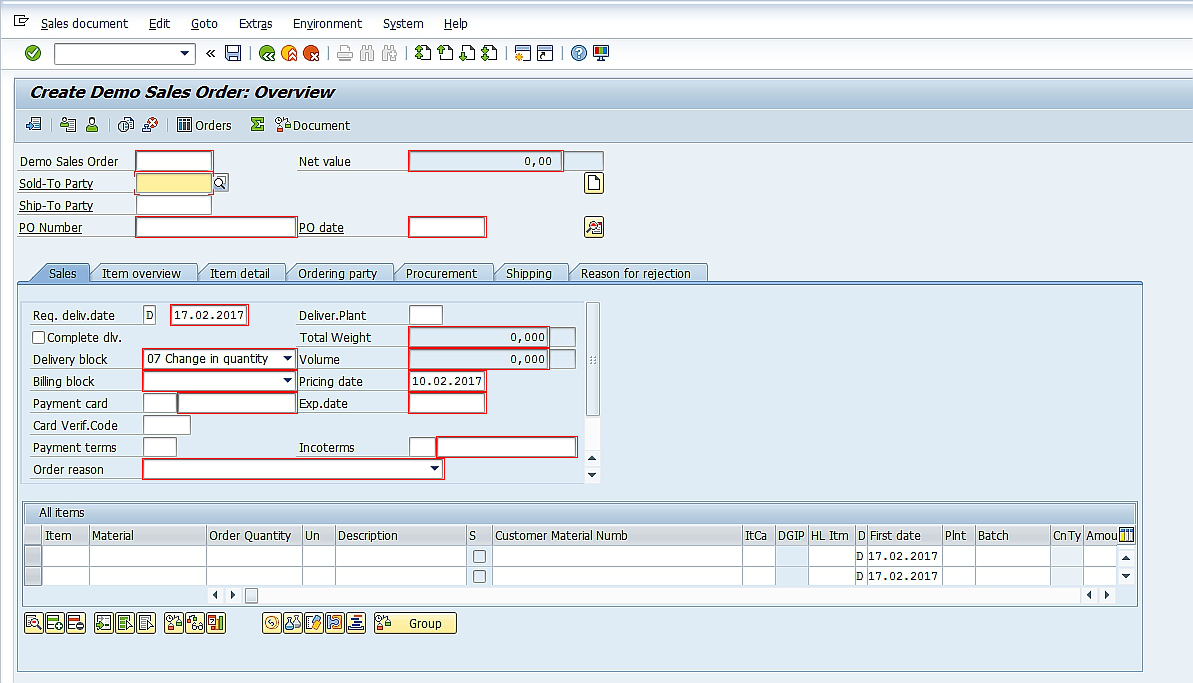 Sales document Edit Goto Extras Environment System Help
Create Demo Sales Order: Overview
Orders Document
Demo Sales Order Net value 0,00
Sold-To Party
Ship-To Party
PO Number PO date
Sales Item overview Item detail Ordering party Procurement Shipping Reason for rejection
Req. deliv.date D 17.02.2017 Deliver.Plant
Complete dlv. Total Weight 0,000
Delivery block 07 Change in quantity Volume 0,000
Billing block Pricing date 10.02.2017
Payment card Exp.date
Card Verif.Code
Payment terms Incoterms
Order reason
All items
Item Material Order Quantity Un Description S Customer Material Numb ItCa DGIP HL Itm D First date Plnt Batch CnTy Amou
D 17.02.2017
D 17.02.2017
Group